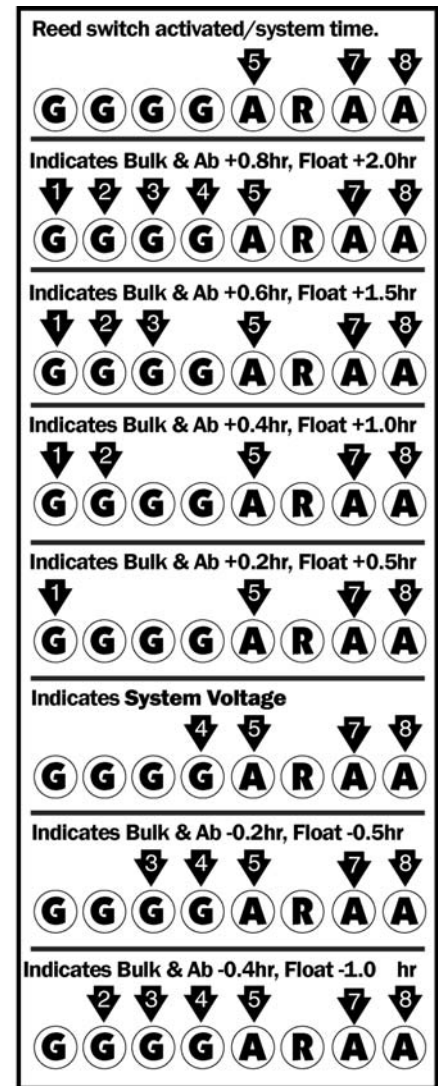 Reed switch activated/system time.
5 7 8
G G G G A R A A
Indicates Bulk & Ab +0.8hr, Float +2.0hr
1 2 3 4 5 7 8
G G G G A R A A
Indicates Bulk & Ab +0.6hr, Float +1.5hr
1 2 3 5 7 8
G G G G A R A A
Indicates Bulk & Ab +0.4hr, Float +1.0hr
1 2 5 7 8
G G G G A R A A
Indicates Bulk & Ab +0.2hr, Float +0.5hr
1 5 7 8
G G G G A R A A
Indicates System Voltage
4 5 7 8
G G G G A R A A
Indicates Bulk & Ab -0.2hr, Float -0.5hr
3 4 5 7 8
G G G G A R A A
Indicates Bulk & Ab -0.4hr, Float -1.0 hr
2 3 4 5 7 8
G G G G A R A A